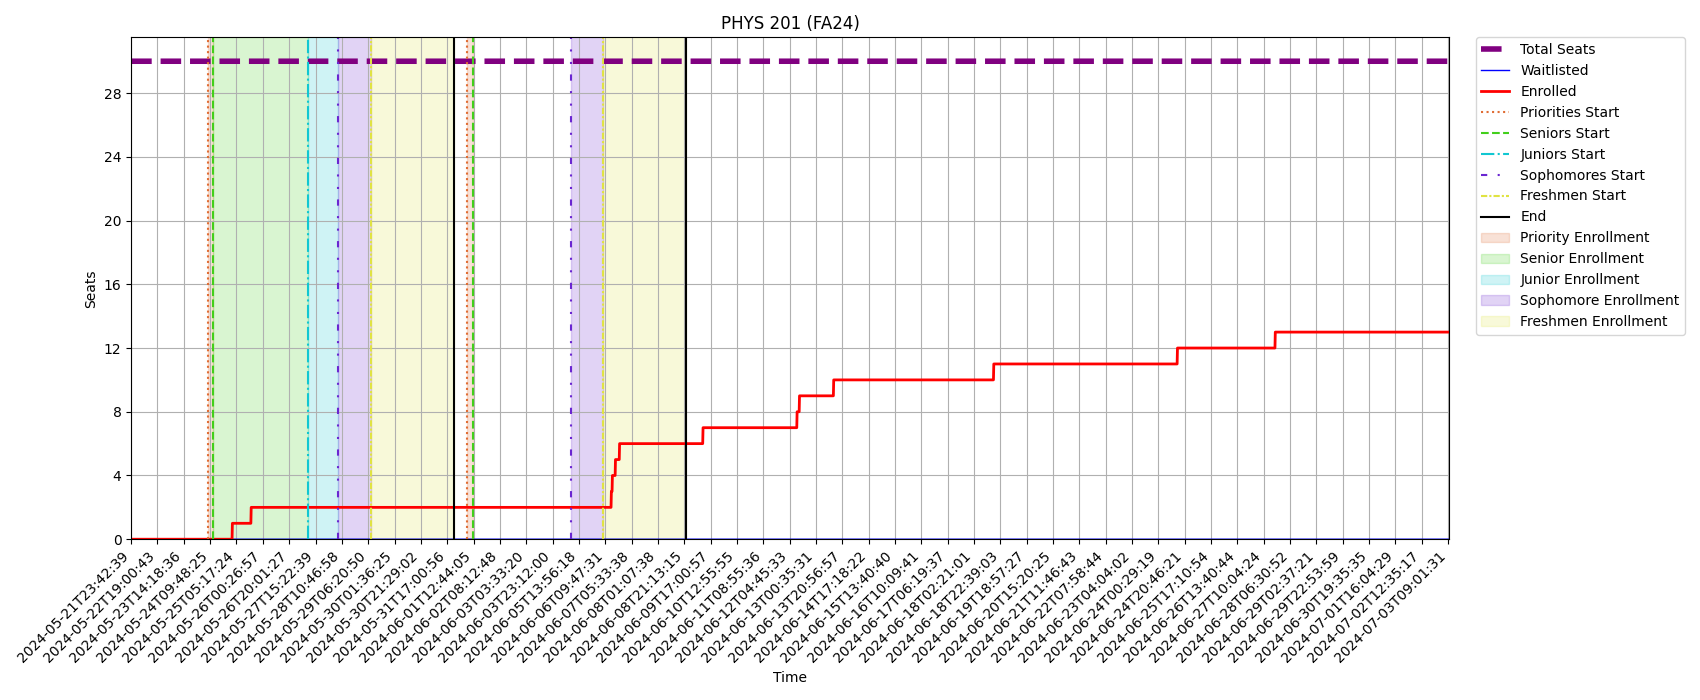 PHYS 201 (FA24)
Total Seats
Waitlisted
Enrolled
Priorities Start
Seniors Start
Juniors Start
Sophomores Start
Freshmen Start
End
Priority Enrollment
Senior Enrollment
Junior Enrollment
Sophomore Enrollment
Freshmen Enrollment
Seats
28
24
20
16
12
8
4
0
2024-05-21T23:42:39
2024-05-22T19:00:43
2024-05-23T14:18:36
2024-05-24T09:48:25
2024-05-25T05:17:24
2024-05-26T00:26:57
2024-05-26T20:01:27
2024-05-27T15:22:39
2024-05-28T10:46:58
2024-05-29T06:20:50
2024-05-30T01:36:25
2024-05-30T21:29:02
2024-05-31T17:00:56
2024-06-01T12:44:05
2024-06-02T08:12:48
2024-06-03T03:33:20
2024-06-03T23:12:00
2024-06-05T13:56:18
2024-06-06T09:47:31
2024-06-07T05:33:38
2024-06-08T01:07:38
2024-06-08T21:13:15
2024-06-09T17:00:57
2024-06-10T12:55:55
2024-06-11T08:55:36
2024-06-12T04:45:33
2024-06-13T00:35:31
2024-06-13T20:56:57
2024-06-14T17:18:22
2024-06-15T13:40:40
2024-06-16T10:09:41
2024-06-17T06:19:37
2024-06-18T02:21:01
2024-06-18T22:39:03
2024-06-19T18:57:27
2024-06-20T15:20:25
2024-06-21T11:46:43
2024-06-22T07:58:44
2024-06-23T04:04:02
2024-06-24T00:29:19
2024-06-24T20:46:21
2024-06-25T17:10:54
2024-06-26T13:40:44
2024-06-27T10:04:24
2024-06-28T06:30:52
2024-06-29T02:37:21
2024-06-29T22:53:59
2024-06-30T19:35:35
2024-07-01T16:04:29
2024-07-02T12:35:17
2024-07-03T09:01:31
Time